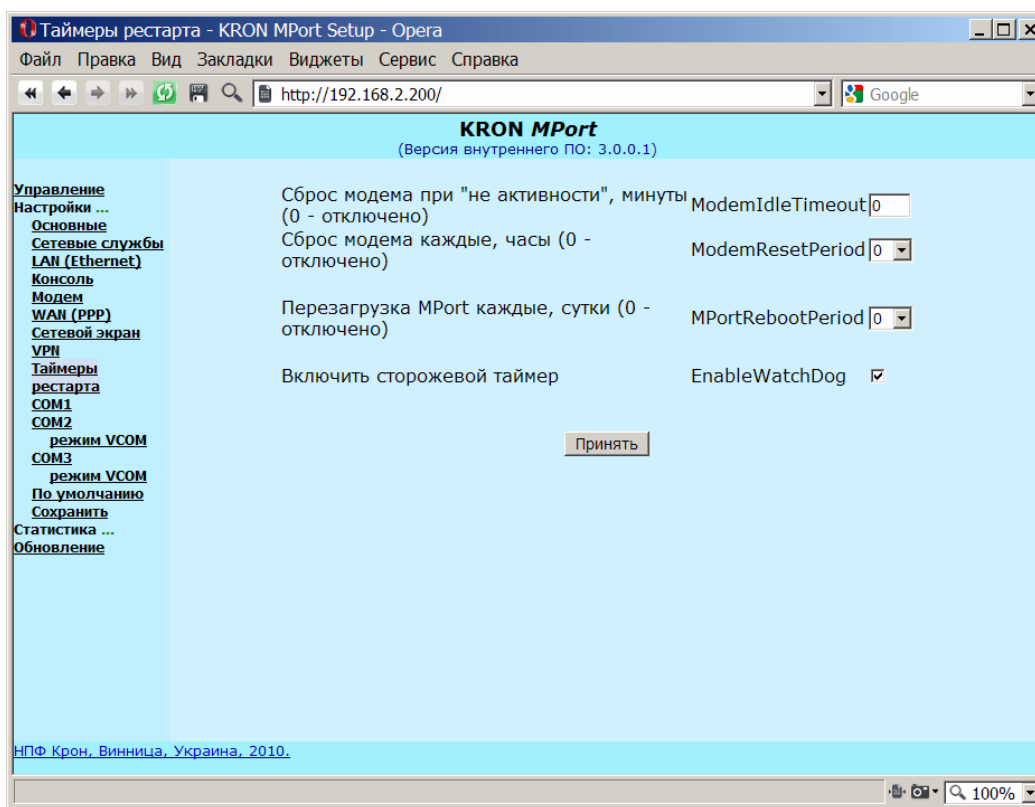 Таймеры рестарта - KRON MPort Setup - Opera
Файл Правка Вид Закладки Виджеты Сервис Справка
http://192.168.2.200/
Google
KRON MPort
(Версия внутреннего ПО: 3.0.0.1)
Управление
Настройки ...
Основные
Сетевые службы
LAN (Ethernet)
Консоль
Модем
WAN (PPP)
Сетевой экран
VPN
Таймеры
рестарта
COM1
COM2
режим VCOM
COM3
режим VCOM
По умолчанию
Сохранить
Статистика ...
Обновление
Сброс модема при "не активности", минуты
(0 - отключено)
ModemIdleTimeout 0
Сброс модема каждые, часы (0 -
отключено)
ModemResetPeriod 0
Перезагрузка MPort каждые, сутки (0 -
отключено)
MPortRebootPeriod 0
Включить сторожевой таймер
EnableWatchDog
Принять
НПФ Крон, Винница, Украина, 2010.
100%